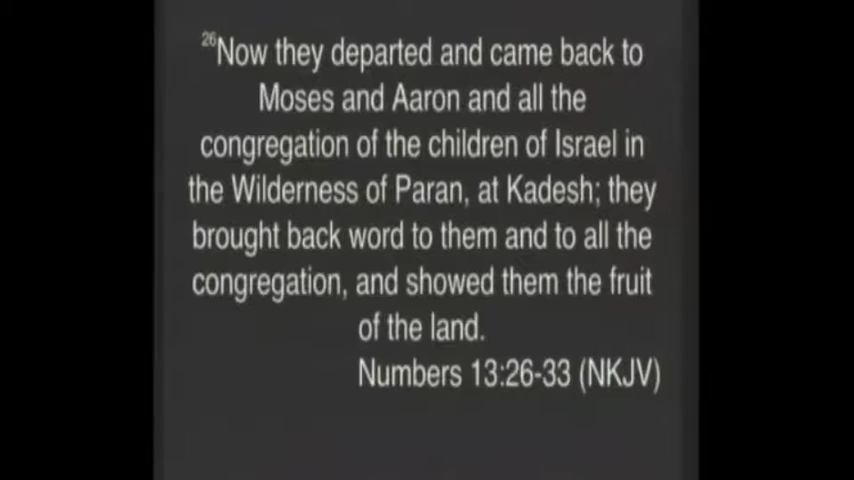 26Now they departed and came back to
Moses and Aaron and all the
congregation of the children of Israel in
the Wilderness of Paran, at Kadesh; they
brought back word to them and to all the
congregation, and showed them the fruit
of the land.
Numbers 13:26-33 (NKJV)